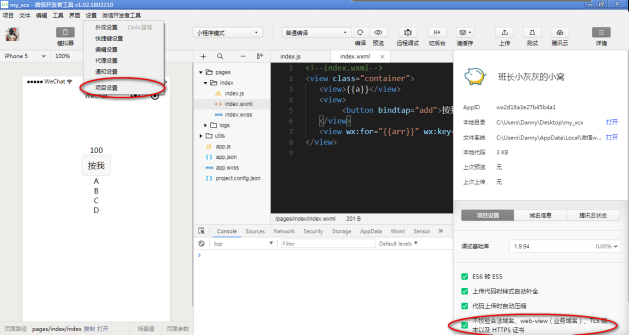 my_xcx - 微信开发者工具 v1.02.1803210
项目 文件 编辑 工具 界面 设置 微信开发者工具
外观设置 Ctrl+逗号
快捷键设置
编辑设置
代理设置
通知设置
项目设置
模拟器
小程序模式
普通编译
编译 预览 远程调试 切后台 清缓存 上传 测试 腾讯云 详情
iPhone 5 100%
WeChat
WeChat
100
按我
A
B
C
D
pages
index
index.js
index.wxml
index.wxss
logs
utils
app.js
app.json
app.wxss
project.config.json
index.js index.wxml
1 <!--index.wxml-->
2 <view class="container">
3 <view>{{a}}</view>
4 <view>
5 <button bindtap="add">按我
6 </view>
7 <view wx:for="{{arr}}" wx:key=
8 </view>
9
/pages/index/index.wxml 201 B
Console Sources Network Security Storage AppData Wxml Sensor
top Filter Default levels
班长小灰灰的小窝
AppID wx2d16a3e27b45b4a1
本地目录 C:\Users\Danny\Desktop\my_xcx 打开
文件系统 C:\Users\Danny\AppData\Local\微信w... 打开
本地代码 3 KB
上次预览 无
上次上传 无
项目设置 域名信息 腾讯云状态
调试基础库 1.9.94 0.00%
ES6 转 ES5
上传代码时样式自动补全
代码上传时自动压缩
不校验合法域名、web-view（业务域名）、TLS 版
本以及 HTTPS 证书
页面路径 pages/index/index 复制 打开 场景值 页面参数